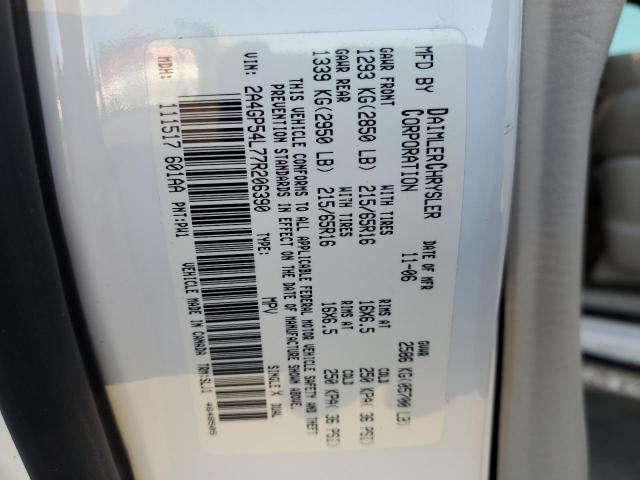 MFD BY DAIMLERCHRYSLER CORPORATION DATE OF MFR 11-06 GVWR 2586 KG(05700 LB)
GAWR FRONT WITH TIRES RIMS AT COLD
1293 KG(2850 LB) 215/65R16 16X6.5 250 KPA( 36 PSI)
GAWR REAR WITH TIRES RIMS AT COLD
1339 KG(2950 LB) 215/65R16 16X6.5 250 KPA( 36 PSI)
THIS VEHICLE CONFORMS TO ALL APPLICABLE FEDERAL MOTOR VEHICLE SAFETY AND THEFT
PREVENTION STANDARDS IN EFFECT ON THE DATE OF MANUFACTURE SHOWN ABOVE.
VIN: 2A4GP54L77R206390 TYPE: MPV SINGLE X DUAL
MDH: 111517 601AA PNT:PW1 VEHICLE MADE IN CANADA TRM:SLJ1